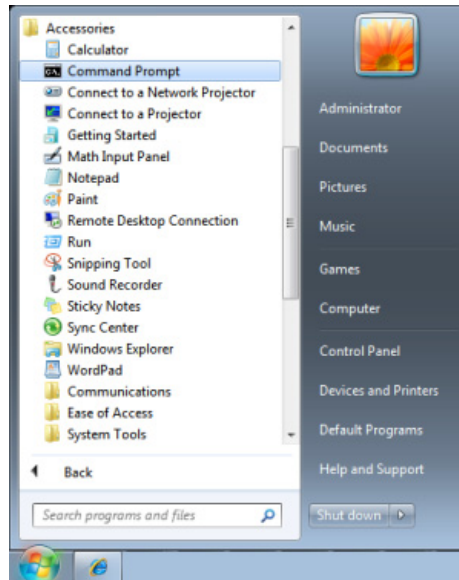 Accessories
Calculator
Command Prompt
Connect to a Network Projector
Connect to a Projector
Getting Started
Math Input Panel
Notepad
Paint
Remote Desktop Connection
Run
Snipping Tool
Sound Recorder
Sticky Notes
Sync Center
Windows Explorer
WordPad
Communications
Ease of Access
System Tools
Back
Search programs and files
Administrator
Documents
Pictures
Music
Games
Computer
Control Panel
Devices and Printers
Default Programs
Help and Support
Shut down